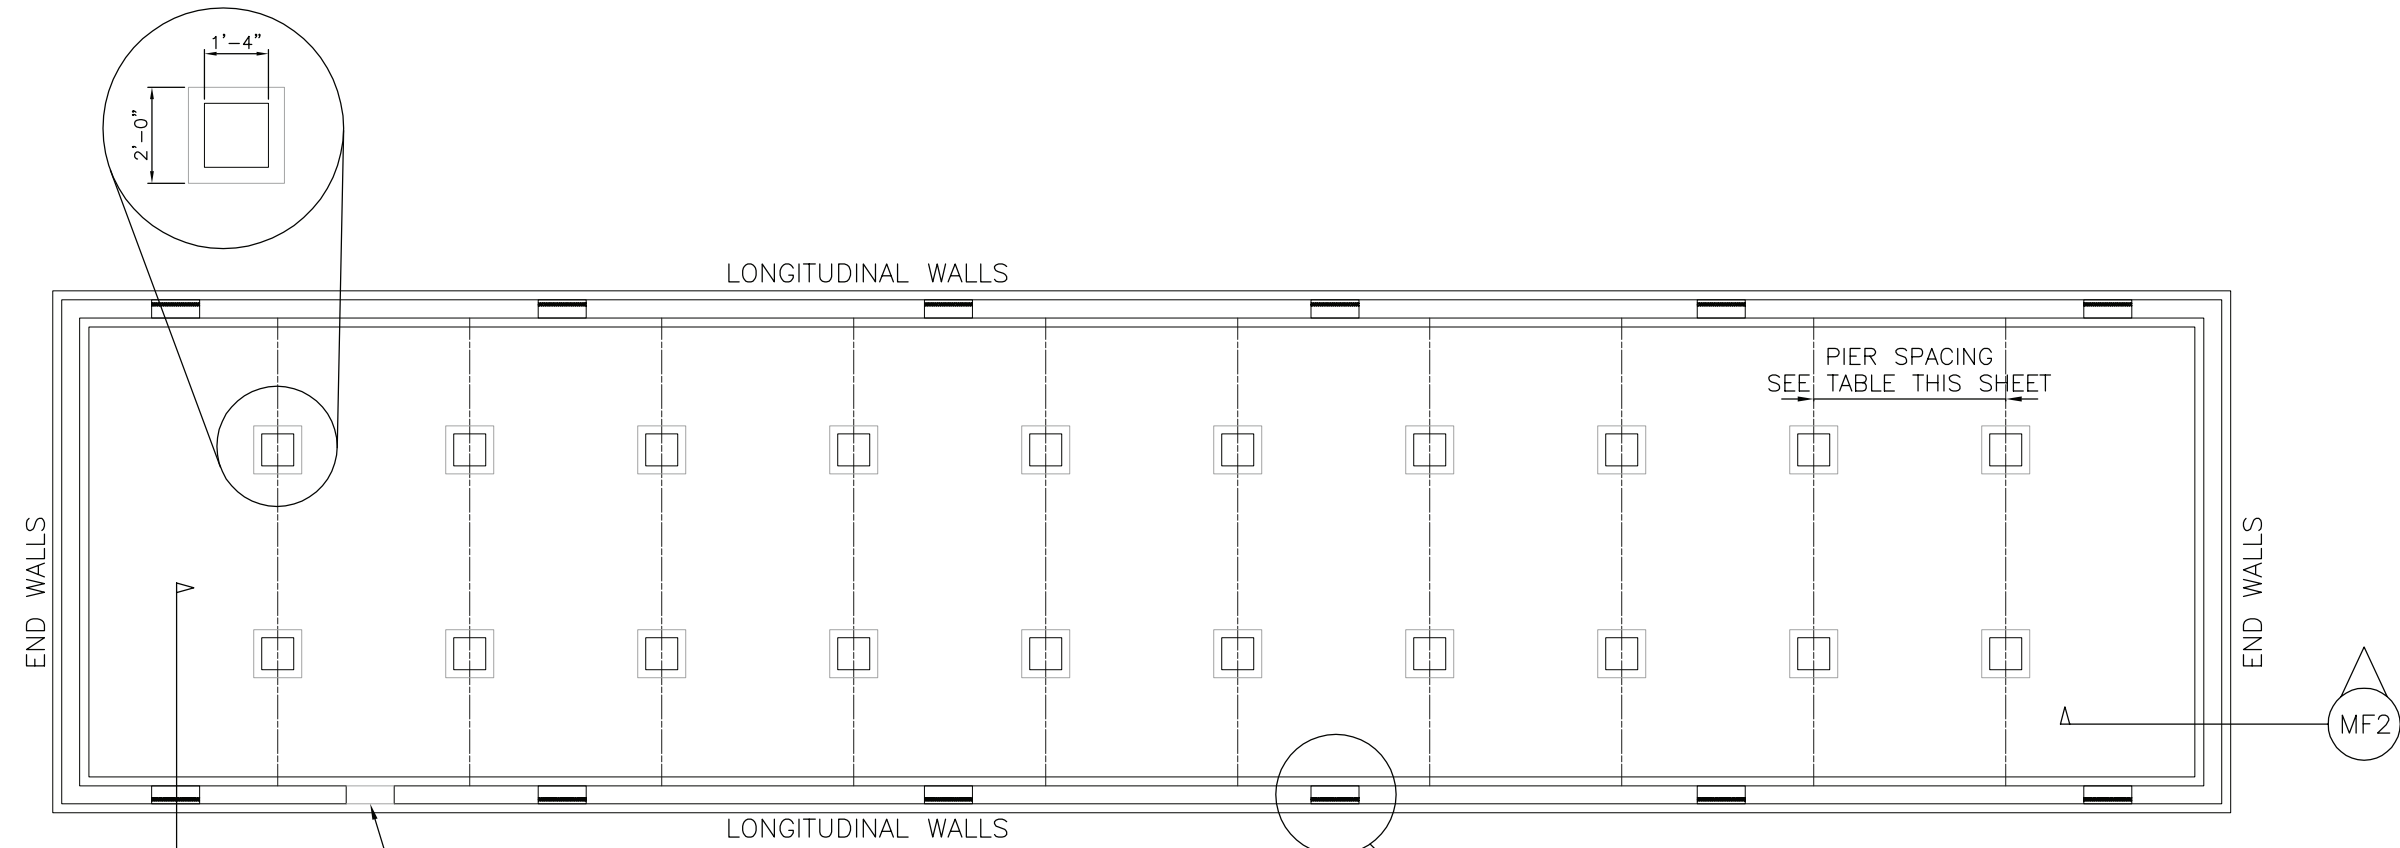 1'-4"
2'-0"
LONGITUDINAL WALLS
PIER SPACING
SEE TABLE THIS SHEET
END WALLS
END WALLS
MF2
LONGITUDINAL WALLS